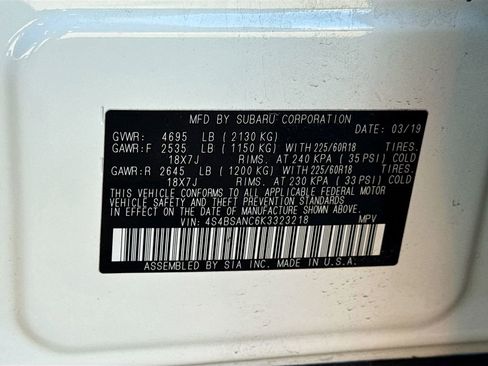 MFD BY SUBARU CORPORATION
DATE: 03/19
GVWR: 4695 LB ( 2130 KG)
GAWR:F 2535 LB ( 1150 KG) WITH 225/60R18 TIRES.
18X7J RIMS. AT 240 KPA ( 35 PSI) COLD
GAWR:R 2645 LB ( 1200 KG) WITH 225/60R18 TIRES.
18X7J RIMS. AT 230 KPA ( 33 PSI) COLD
THIS VEHICLE CONFORMS TO ALL APPLICABLE FEDERAL MOTOR
VEHICLE SAFETY AND BUMPER STANDARDS IN EFFECT ON THE
DATE OF MANUFACTURE SHOWN ABOVE.
VIN: 4S4BSANC6K3323218 MPV
ASSEMBLED BY SIA INC. MADE IN U.S.A.